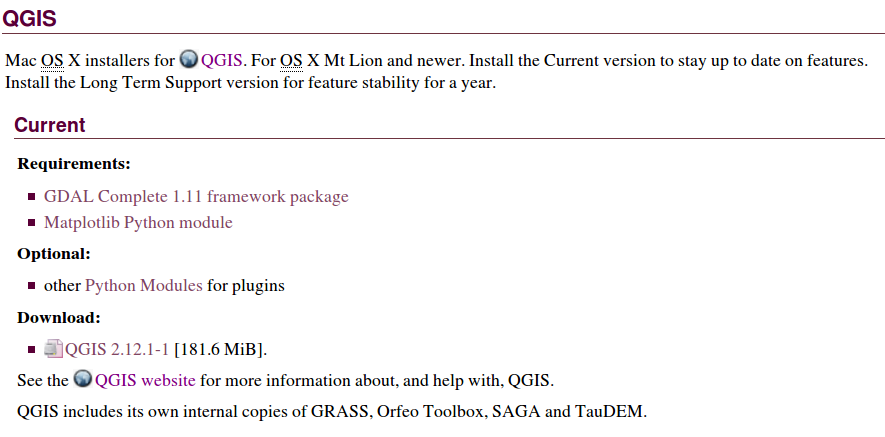 QGIS
Mac OS X installers for QGIS. For OS X Mt Lion and newer. Install the Current version to stay up to date on features.
Install the Long Term Support version for feature stability for a year.
Current
Requirements:
GDAL Complete 1.11 framework package
Matplotlib Python module
Optional:
other Python Modules for plugins
Download:
QGIS 2.12.1-1 [181.6 MiB].
See the QGIS website for more information about, and help with, QGIS.
QGIS includes its own internal copies of GRASS, Orfeo Toolbox, SAGA and TauDEM.